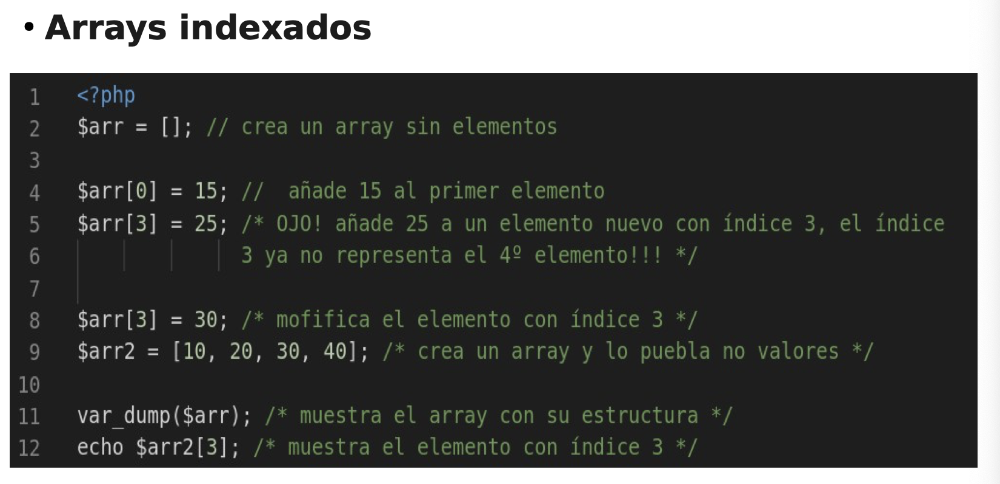 • Arrays indexados
1 <?php
2 $arr = []; // crea un array sin elementos
3
4 $arr[0] = 15; //  añade 15 al primer elemento
5 $arr[3] = 25; /* OJO! añade 25 a un elemento nuevo con índice 3, el índice
6 3 ya no representa el 4º elemento!!! */
7
8 $arr[3] = 30; /* mofifica el elemento con índice 3 */
9 $arr2 = [10, 20, 30, 40]; /* crea un array y lo puebla no valores */
10
11 var_dump($arr); /* muestra el array con su estructura */
12 echo $arr2[3]; /* muestra el elemento con índice 3 */